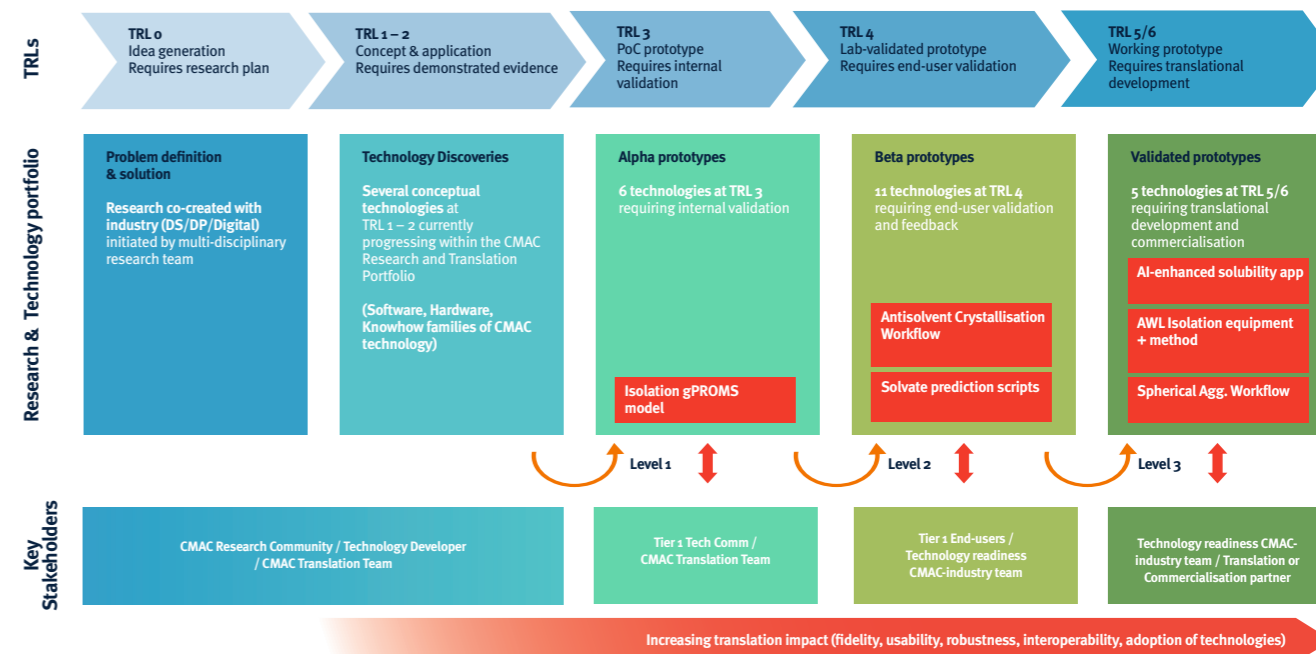 TRLs
TRL 0
Idea generation
Requires research plan
TRL 1 – 2
Concept & application
Requires demonstrated evidence
TRL 3
PoC prototype
Requires internal
validation
TRL 4
Lab-validated prototype
Requires end-user validation
TRL 5/6
Working prototype
Requires translational
development
Research & Technology portfolio
Problem definition
& solution
Research co-created with
industry (DS/DP/Digital)
initiated by multi-disciplinary
research team
Technology Discoveries
Several conceptual
technologies at
TRL 1 – 2 currently
progressing within the CMAC
Research and Translation
Portfolio
(Software, Hardware,
Knowhow families of CMAC
technology)
Alpha prototypes
6 technologies at TRL 3
requiring internal validation
Isolation gPROMS
model
Beta prototypes
11 technologies at TRL 4
requiring end-user validation
and feedback
Antisolvent Crystallisation
Workflow
Solvate prediction scripts
Validated prototypes
5 technologies at TRL 5/6
requiring translational
development and
commercialisation
AI-enhanced solubility app
AWL Isolation equipment
+ method
Spherical Agg. Workflow
Level 1
Level 2
Level 3
Key
Stakeholders
CMAC Research Community / Technology Developer
/ CMAC Translation Team
Tier 1 Tech Comm /
CMAC Translation Team
Tier 1 End-users /
Technology readiness
CMAC-industry team
Technology readiness CMAC-
industry team / Translation or
Commercialisation partner
Increasing translation impact (fidelity, usability, robustness, interoperability, adoption of technologies)